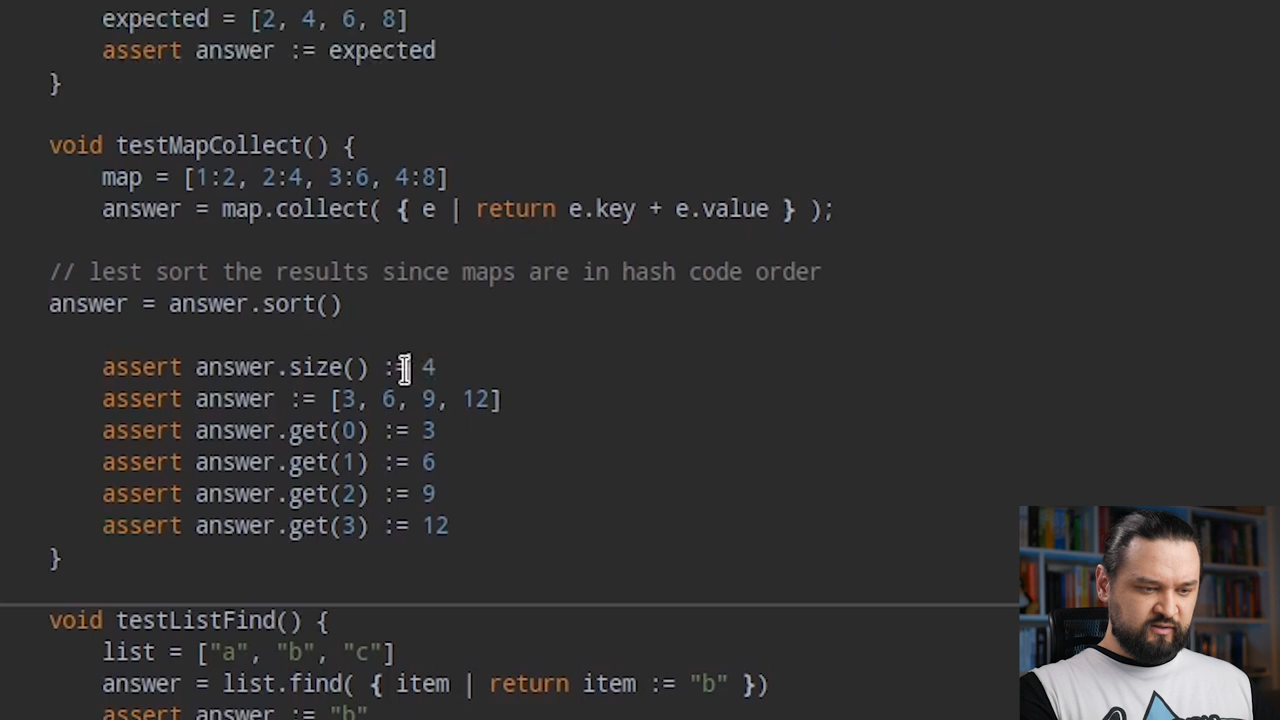 expected = [2, 4, 6, 8]
assert answer := expected
}
void testMapCollect() {
map = [1:2, 2:4, 3:6, 4:8]
answer = map.collect( { e | return e.key + e.value } );
// lest sort the results since maps are in hash code order
answer = answer.sort()
assert answer.size() := 4
assert answer := [3, 6, 9, 12]
assert answer.get(0) := 3
assert answer.get(1) := 6
assert answer.get(2) := 9
assert answer.get(3) := 12
}
void testListFind() {
list = ["a", "b", "c"]
answer = list.find( { item | return item := "b" })
assert answer := "b"